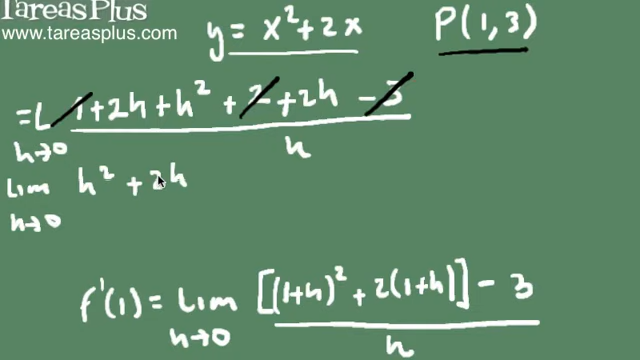 TareasPlus
www.tareasplus.com
y = x² + 2x P(1,3)
= L 1 + 2h + h² + 2 + 2h - 3
h→0 h
Lim h² + 2h
h→0
f'(1) = Lim [(1+h)² + 2(1+h)] - 3
h→0 h